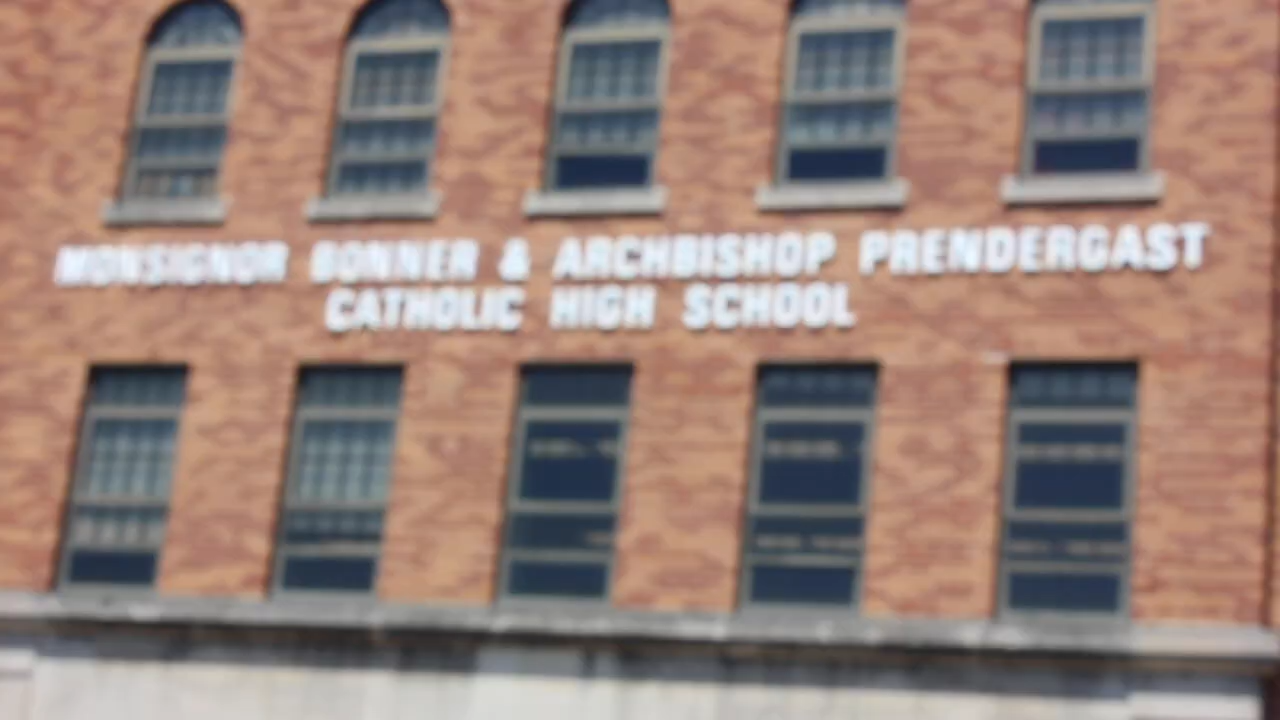 MONSIGNOR BONNER & ARCHBISHOP PRENDERGAST
CATHOLIC HIGH SCHOOL